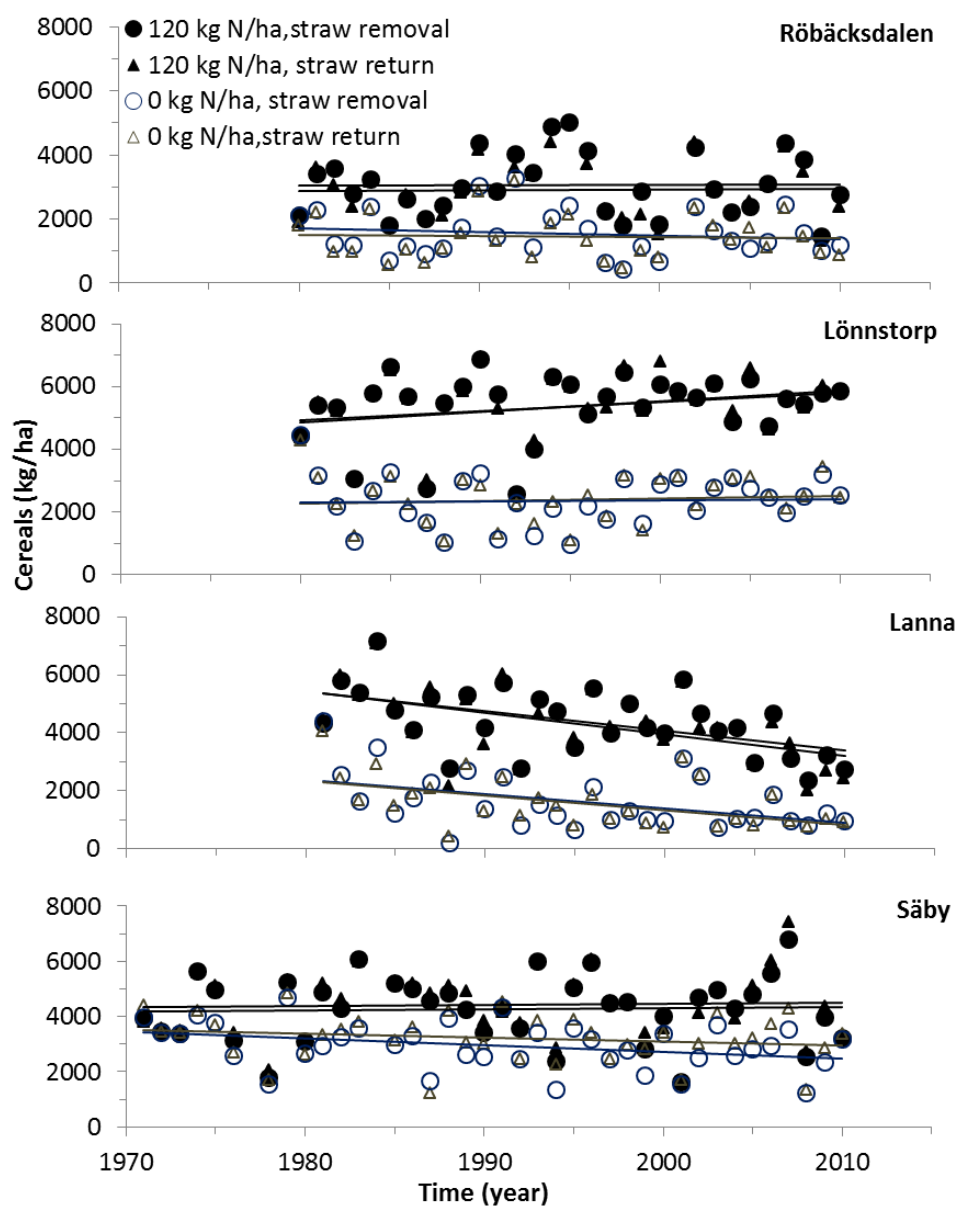 8000
● 120 kg N/ha,straw removal
Röbäcksdalen
▲ 120 kg N/ha, straw return
6000
○ 0 kg N/ha, straw removal
△ 0 kg N/ha,straw return
4000
2000
0
8000
Lönnstorp
6000
4000
2000
0
Cereals (kg/ha)
8000
Lanna
6000
4000
2000
0
8000
Säby
6000
4000
2000
0
1970 1980 1990 2000 2010
Time (year)